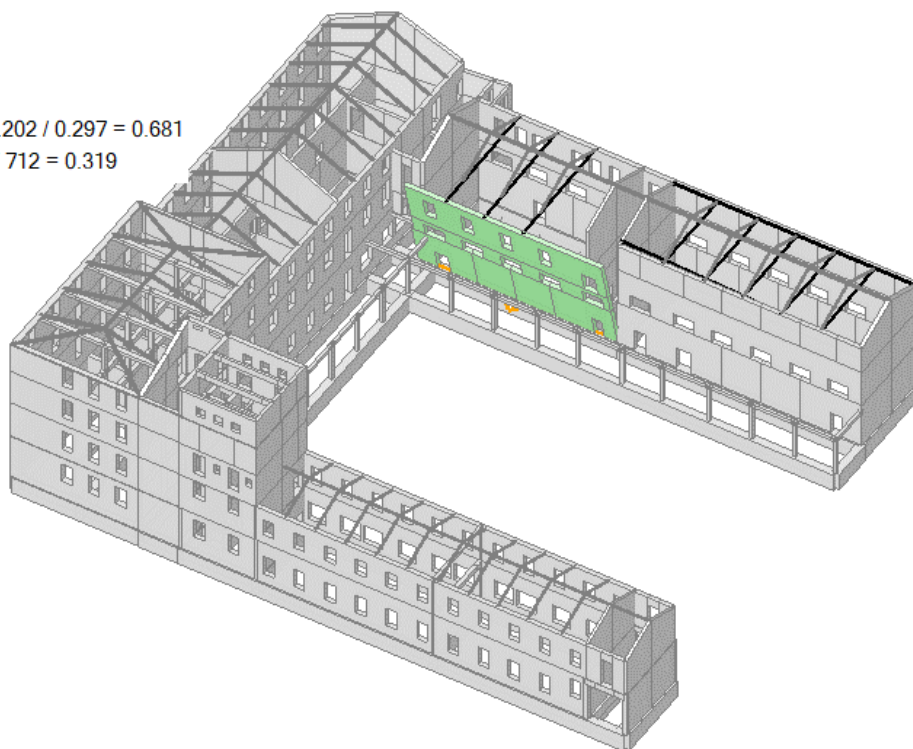 .202 / 0.297 = 0.681
712 = 0.319